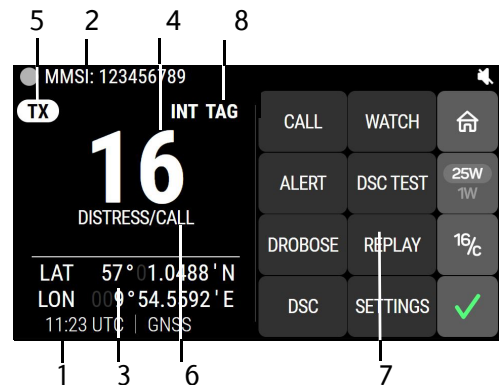 5 2 4 8
MMSI: 123456789
TX INT TAG
16
DISTRESS/CALL
LAT 57°01.0488'N
LON 009°54.5592'E
11:23 UTC | GNSS
CALL WATCH
ALERT DSC TEST 25W
1W
DROBOSE REPLAY 16/C
DSC SETTINGS
1 3 6 7